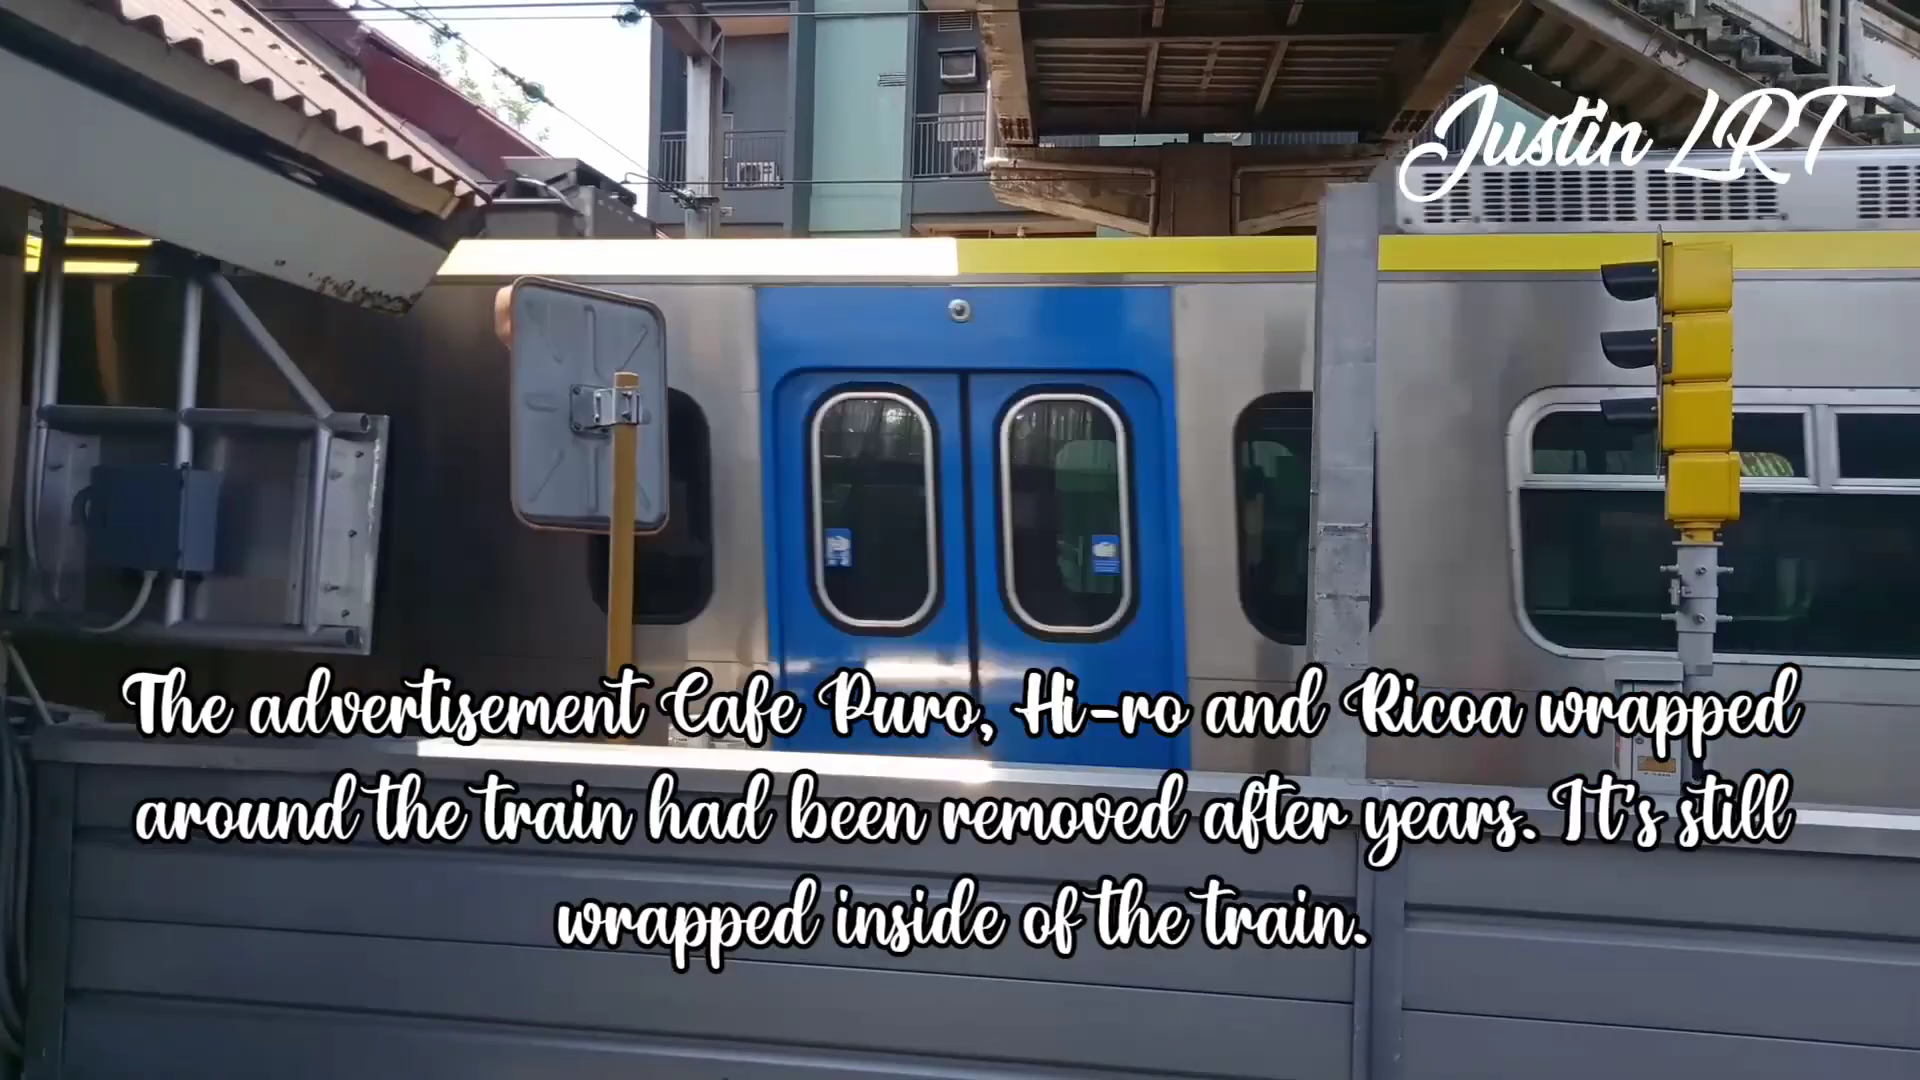 Justin LRT
The advertisement Cafe Puro, Hi-ro and Ricoa wrapped
around the train had been removed after years. It's still
wrapped inside of the train.